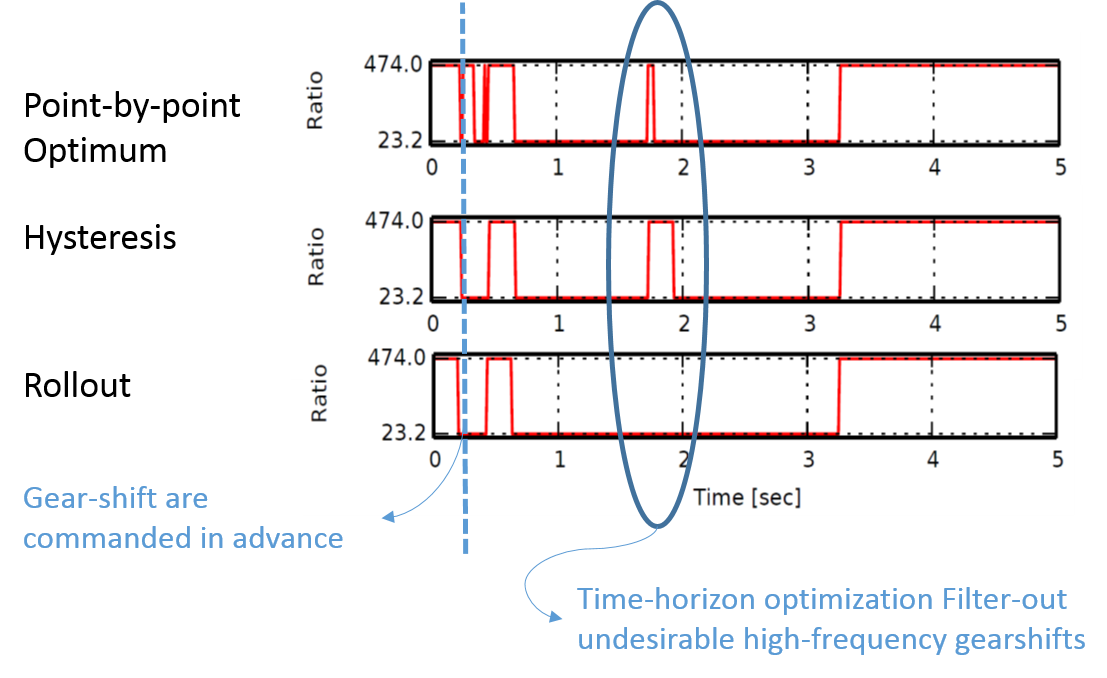 Point-by-point
Optimum
Ratio
474.0
23.2
0 1 2 3 4 5
Hysteresis
Ratio
474.0
23.2
0 1 2 3 4 5
Rollout
Ratio
474.0
23.2
0 1 2 3 4 5
Time [sec]
Gear-shift are
commanded in advance
Time-horizon optimization Filter-out
undesirable high-frequency gearshifts